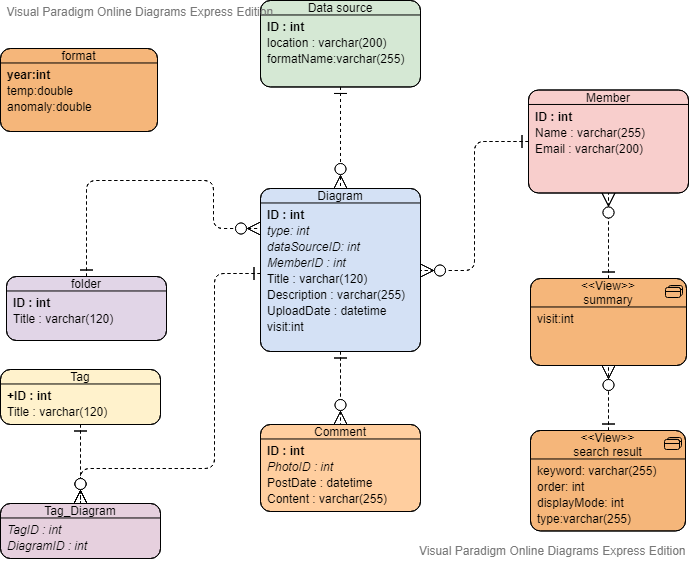 Visual Paradigm Online Diagrams Express Edition
Data source
ID : int
location : varchar(200)
formatName:varchar(255)
format
year:int
temp:double
anomaly:double
Member
ID : int
Name : varchar(255)
Email : varchar(200)
Diagram
ID : int
type: int
dataSourceID: int
MemberID : int
Title : varchar(120)
Description : varchar(255)
UploadDate : datetime
visit:int
folder
ID : int
Title : varchar(120)
<<View>>
summary
visit:int
Tag
+ID : int
Title : varchar(120)
Comment
ID : int
PhotoID : int
PostDate : datetime
Content : varchar(255)
<<View>>
search result
keyword: varchar(255)
order: int
displayMode: int
type:varchar(255)
Tag_Diagram
TagID : int
DiagramID : int
Visual Paradigm Online Diagrams Express Edition